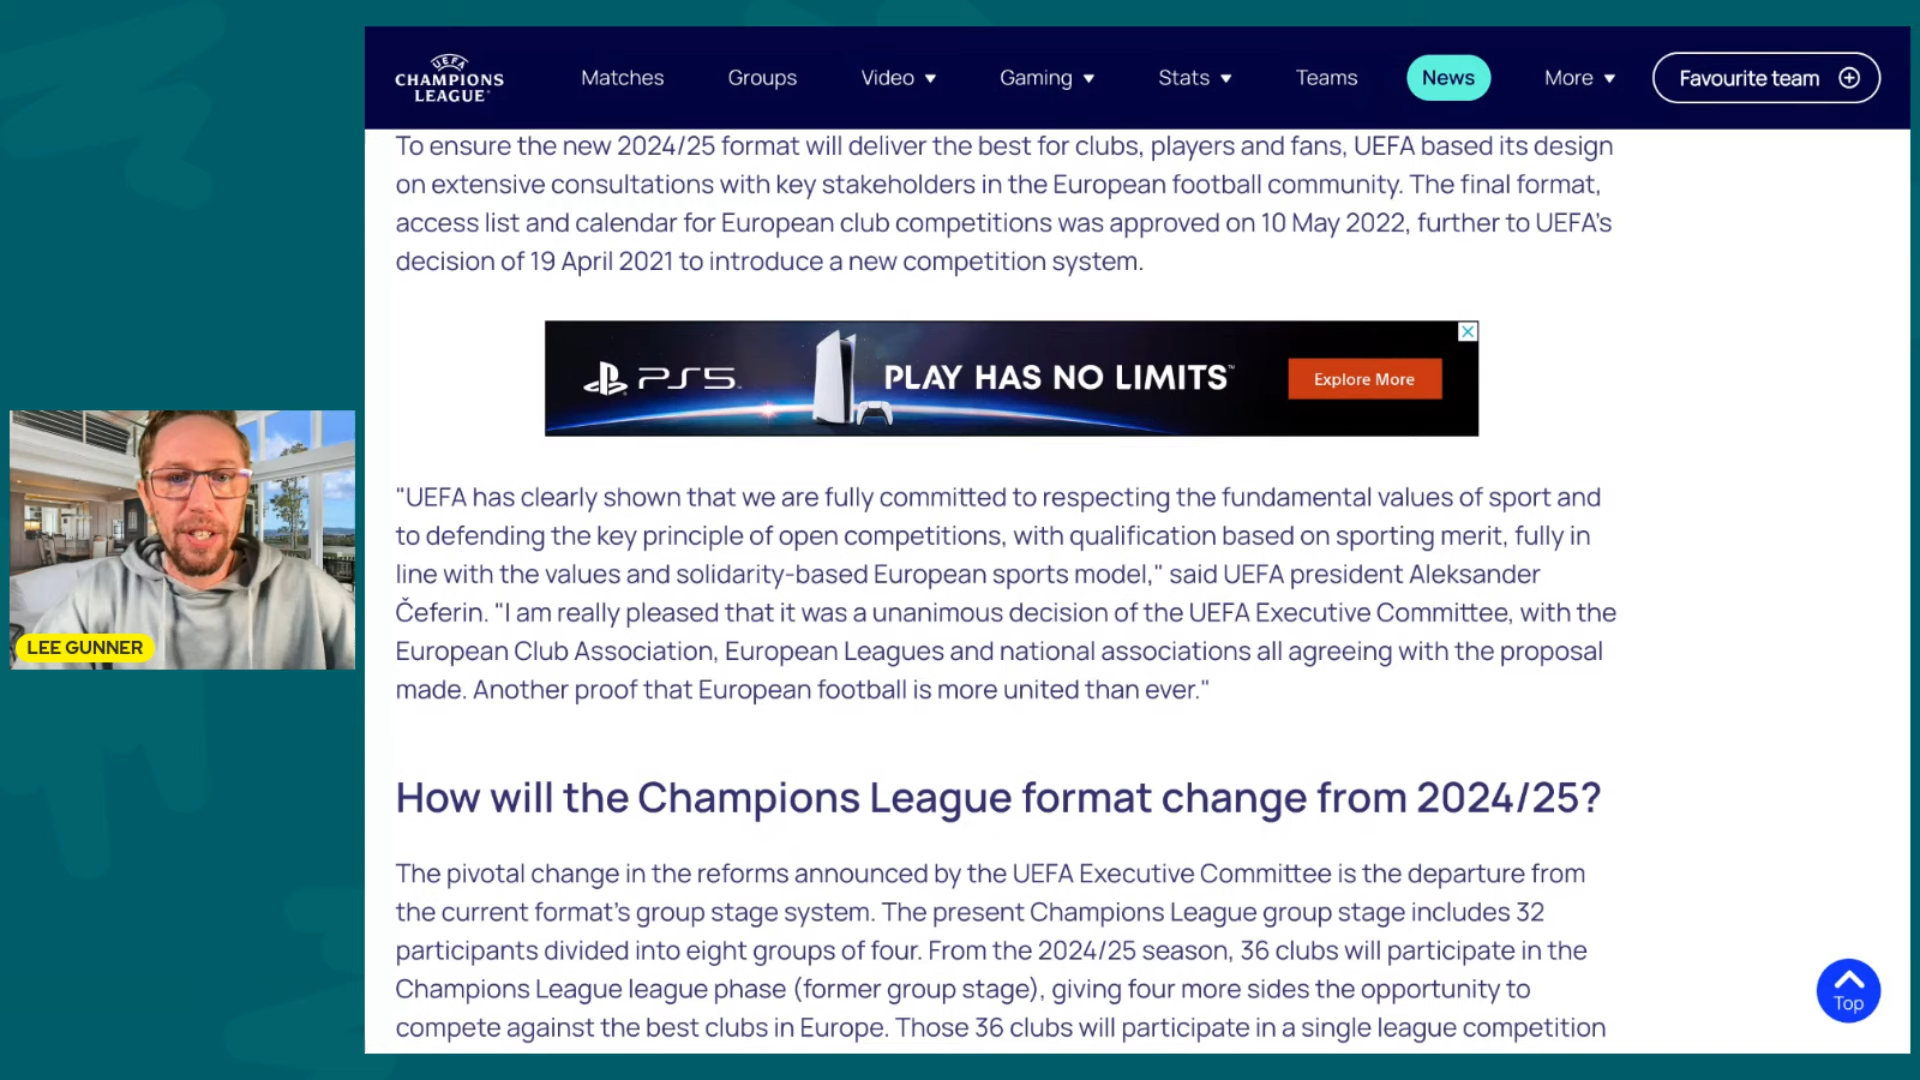 UEFA
CHAMPIONS
LEAGUE
Matches
Groups
Video
Gaming
Stats
Teams
News
More
Favourite team
To ensure the new 2024/25 format will deliver the best for clubs, players and fans, UEFA based its design
on extensive consultations with key stakeholders in the European football community. The final format,
access list and calendar for European club competitions was approved on 10 May 2022, further to UEFA's
decision of 19 April 2021 to introduce a new competition system.
PS5
PLAY HAS NO LIMITS™
Explore More
"UEFA has clearly shown that we are fully committed to respecting the fundamental values of sport and
to defending the key principle of open competitions, with qualification based on sporting merit, fully in
line with the values and solidarity-based European sports model," said UEFA president Aleksander
Čeferin. "I am really pleased that it was a unanimous decision of the UEFA Executive Committee, with the
European Club Association, European Leagues and national associations all agreeing with the proposal
made. Another proof that European football is more united than ever."
LEE GUNNER
How will the Champions League format change from 2024/25?
The pivotal change in the reforms announced by the UEFA Executive Committee is the departure from
the current format's group stage system. The present Champions League group stage includes 32
participants divided into eight groups of four. From the 2024/25 season, 36 clubs will participate in the
Champions League league phase (former group stage), giving four more sides the opportunity to
compete against the best clubs in Europe. Those 36 clubs will participate in a single league competition
Top